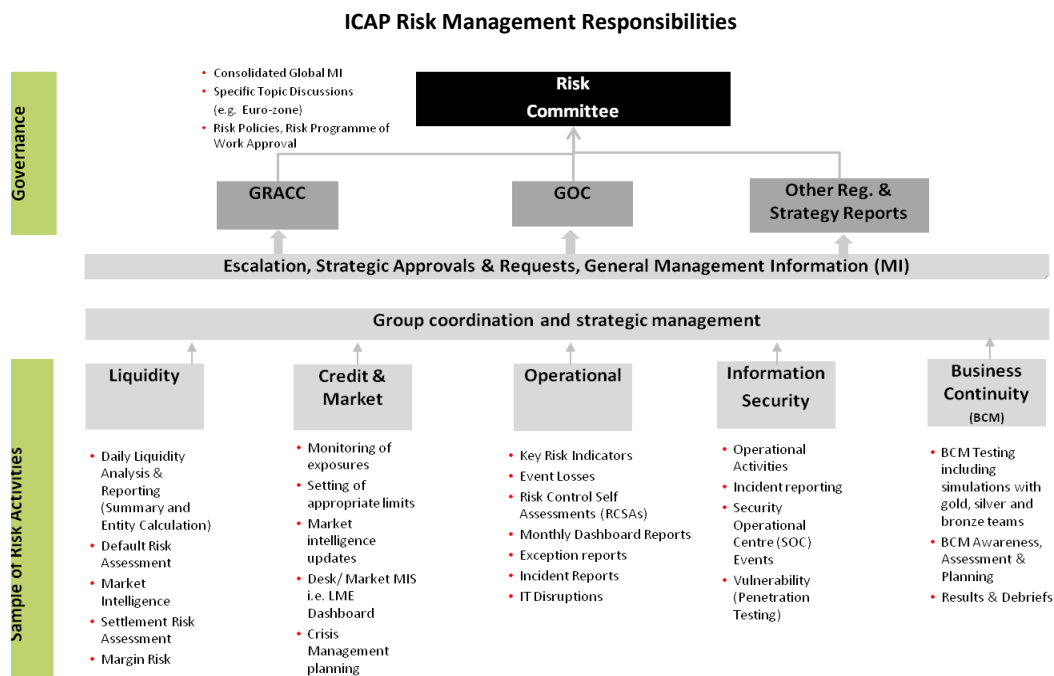 ICAP Risk Management Responsibilities
Governance
Consolidated Global MI
Specific Topic Discussions
(e.g. Euro-zone)
Risk Policies, Risk Programme of
Work Approval
Risk
Committee
GRACC
GOC
Other Reg. &
Strategy Reports
Escalation, Strategic Approvals & Requests, General Management Information (MI)
Group coordination and strategic management
Sample of Risk Activities
Liquidity
Daily Liquidity
Analysis &
Reporting
(Summary and
Entity Calculation)
Default Risk
Assessment
Market
Intelligence
Settlement Risk
Assessment
Margin Risk
Credit &
Market
Monitoring of
exposures
Setting of
appropriate limits
Market
intelligence
updates
Desk/ Market MIS
i.e. LME
Dashboard
Crisis
Management
planning
Operational
Key Risk Indicators
Event Losses
Risk Control Self
Assessments (RCSAs)
Monthly Dashboard Reports
Exception reports
Incident Reports
IT Disruptions
Information
Security
Operational
Activities
Incident reporting
Security
Operational
Centre (SOC)
Events
Vulnerability
(Penetration
Testing)
Business
Continuity
(BCM)
BCM Testing
including
simulations with
gold, silver and
bronze teams
BCM Awareness,
Assessment &
Planning
Results & Debriefs